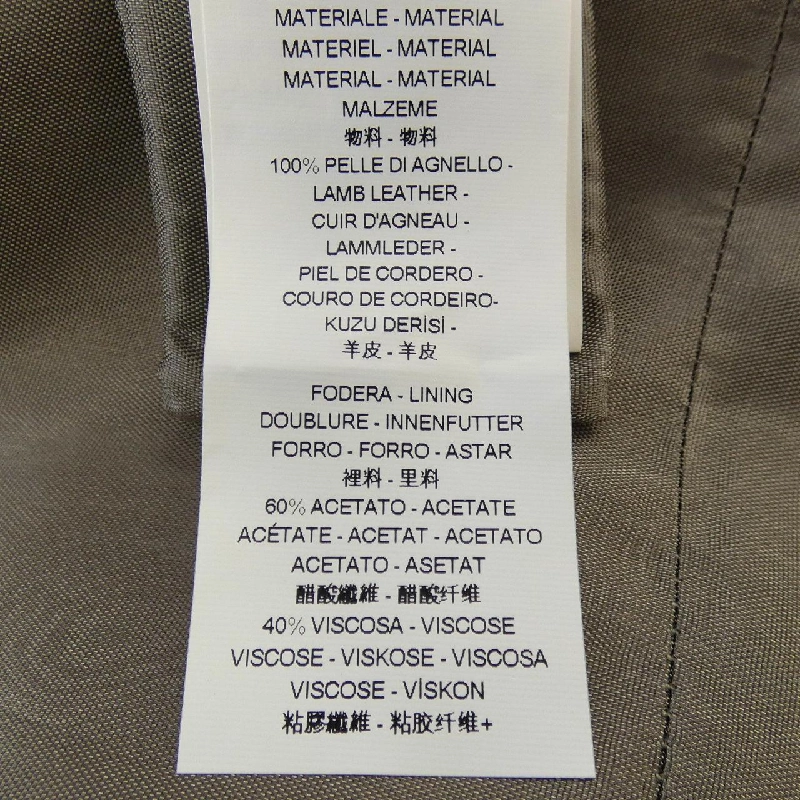 MATERIALE - MATERIAL
MATERIEL - MATERIAL
MATERIAL - MATERIAL
MALZEME
物料 - 物料
100% PELLE DI AGNELLO -
LAMB LEATHER -
CUIR D'AGNEAU -
LAMMLEDER -
PIEL DE CORDERO -
COURO DE CORDEIRO-
KUZU DERİSİ -
羊皮 - 羊皮
FODERA - LINING
DOUBLURE - INNENFUTTER
FORRO - FORRO - ASTAR
裡料 - 里料
60% ACETATO - ACETATE
ACÉTATE - ACETAT - ACETATO
ACETATO - ASETAT
醋酸纖維 - 醋酸纤维
40% VISCOSA - VISCOSE
VISCOSE - VISKOSE - VISCOSA
VISCOSE - VİSKON
粘膠纖維 - 粘胶纤维+